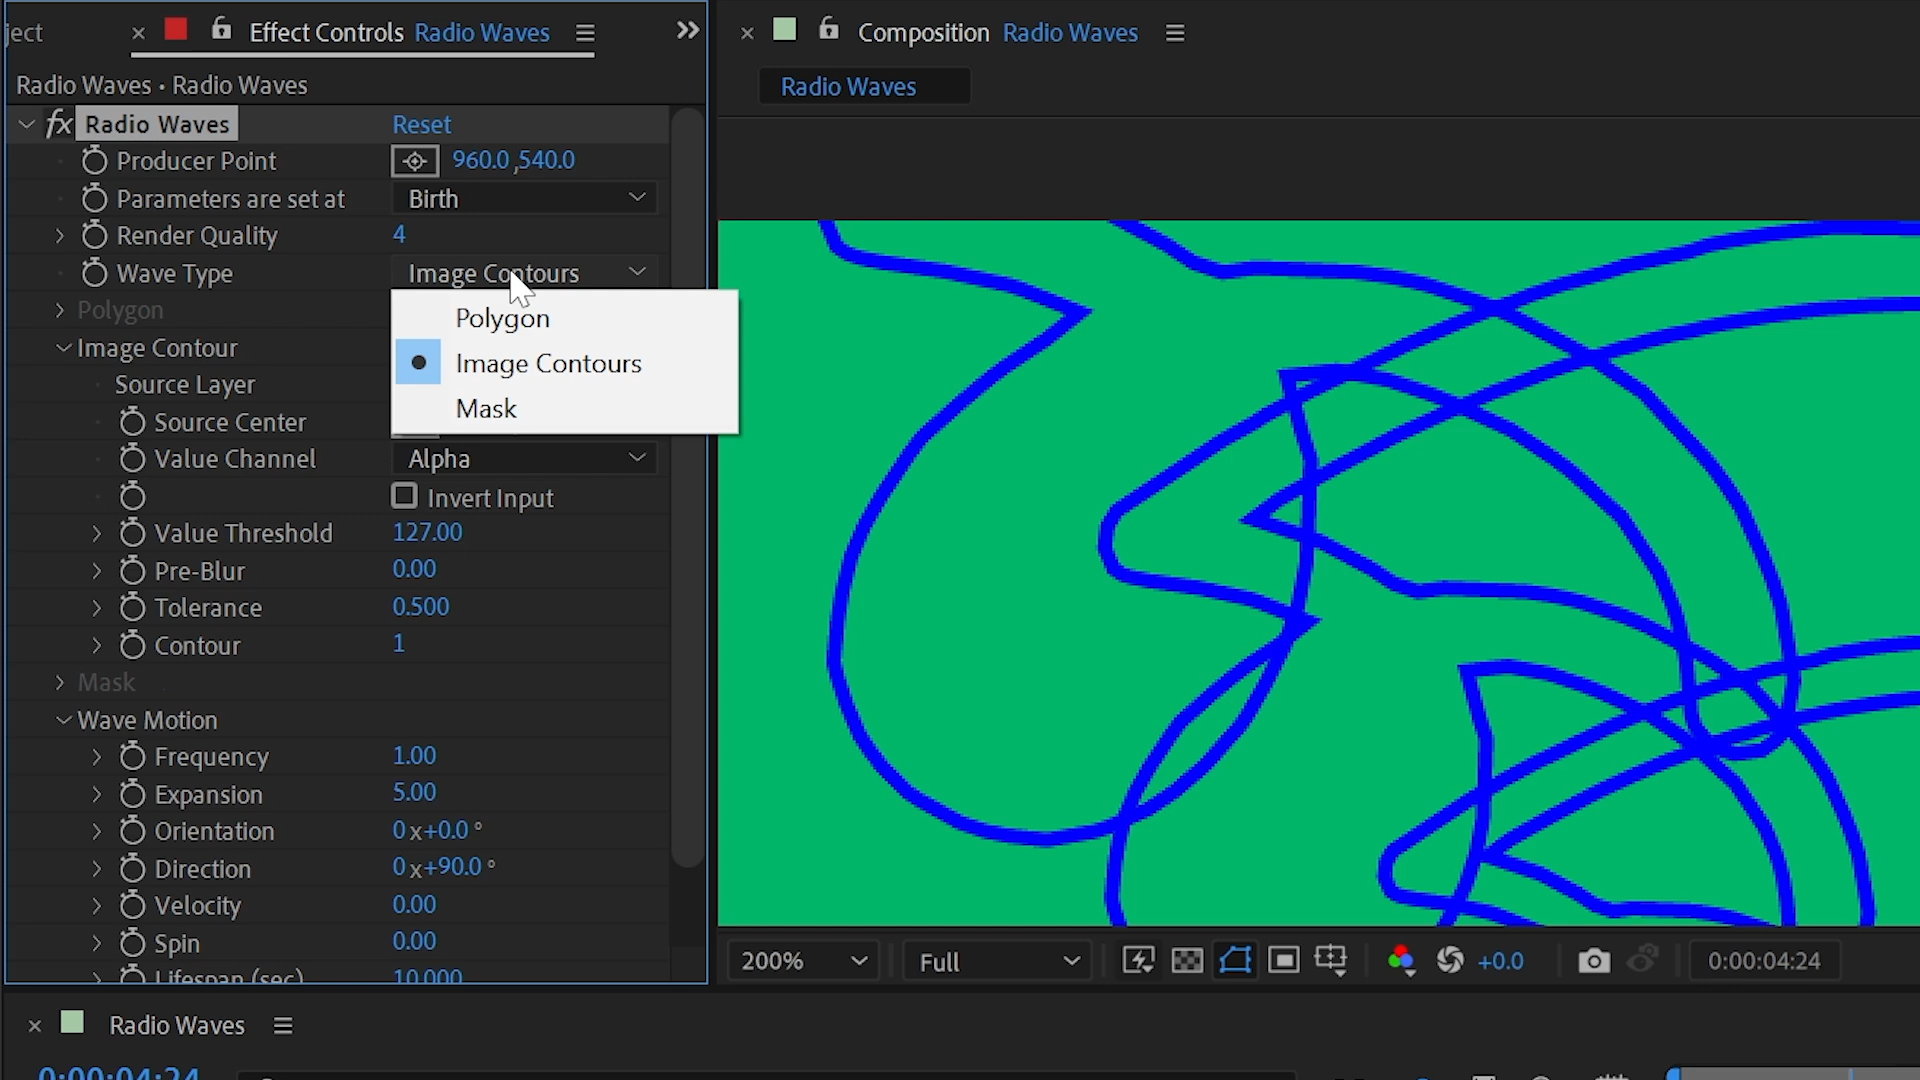 ject
× Effect Controls Radio Waves
Radio Waves • Radio Waves
fx Radio Waves Reset
Producer Point 960.0 ,540.0
Parameters are set at Birth
Render Quality 4
Wave Type Image Contours
Polygon
Image Contour
Source Layer
Source Center
Polygon
Image Contours
Mask
Value Channel Alpha
Invert Input
Value Threshold 127.00
Pre-Blur 0.00
Tolerance 0.500
Contour 1
Mask
Wave Motion
Frequency 1.00
Expansion 5.00
Orientation 0 x+0.0 °
Direction 0 x+90.0 °
Velocity 0.00
Spin 0.00
Lifespan (sec) 10.000
× Composition Radio Waves
Radio Waves
200% Full +0.0 0:00:04:24
× Radio Waves
0:00:04:24